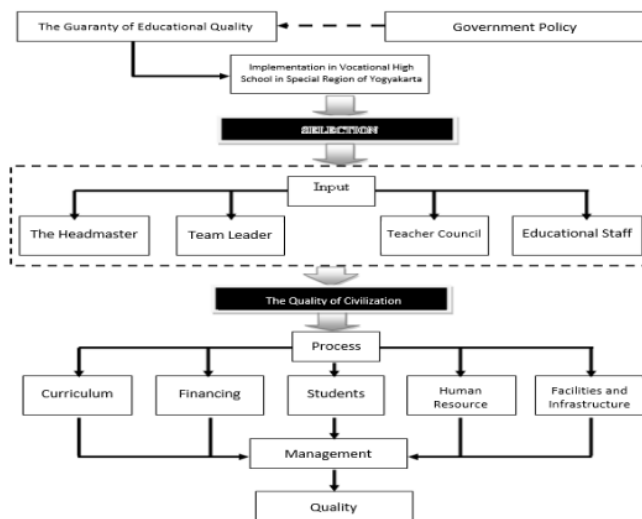 The Guaranty of Educational Quality
Government Policy
Implementation in Vocational High
School in Special Region of Yogyakarta
SELECTION
Input
The Headmaster
Team Leader
Teacher Council
Educational Staff
The Quality of Civilization
Process
Curriculum
Financing
Students
Human
Resource
Facilities and
Infrastructure
Management
Quality